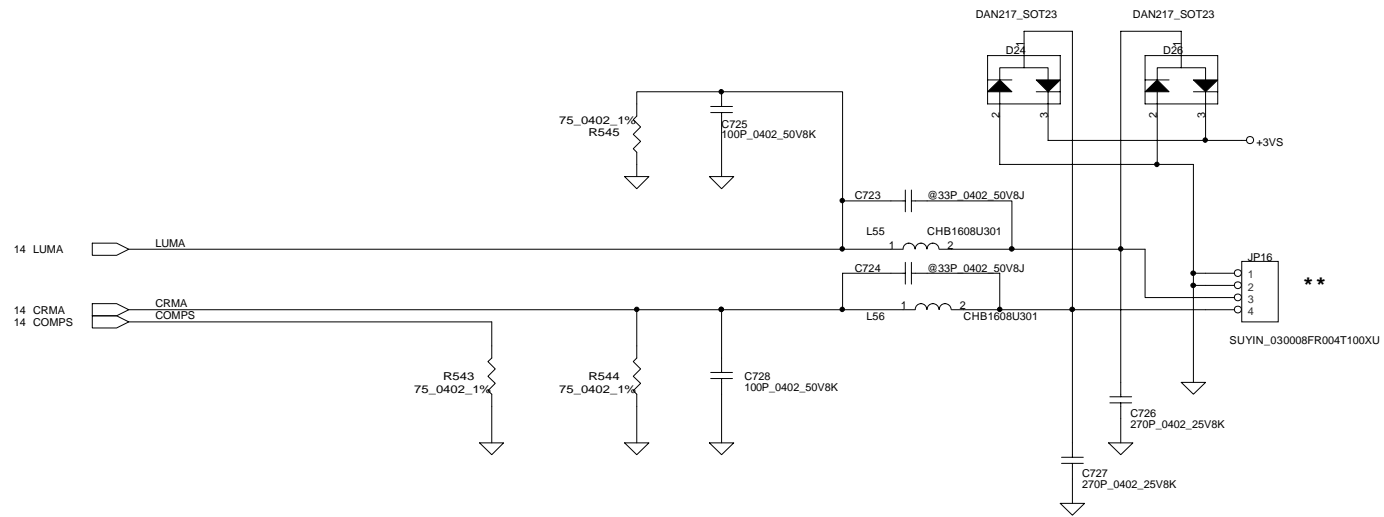 DAN217_SOT23 DAN217_SOT23
1 1
D24 D26
2 3 2 3
+3VS
75_0402_1%
R545
C725
100P_0402_50V8K
C723 @33P_0402_50V8J
L55 1 2 CHB1608U301
14 LUMA LUMA
C724 @33P_0402_50V8J
14 CRMA CRMA
1 2
L56 CHB1608U301
14 COMPS COMPS
JP16
1
2
3
4
**
SUYIN_030008FR004T100XU
R543
75_0402_1%
R544
75_0402_1%
C728
100P_0402_50V8K
C726
270P_0402_25V8K
C727
270P_0402_25V8K